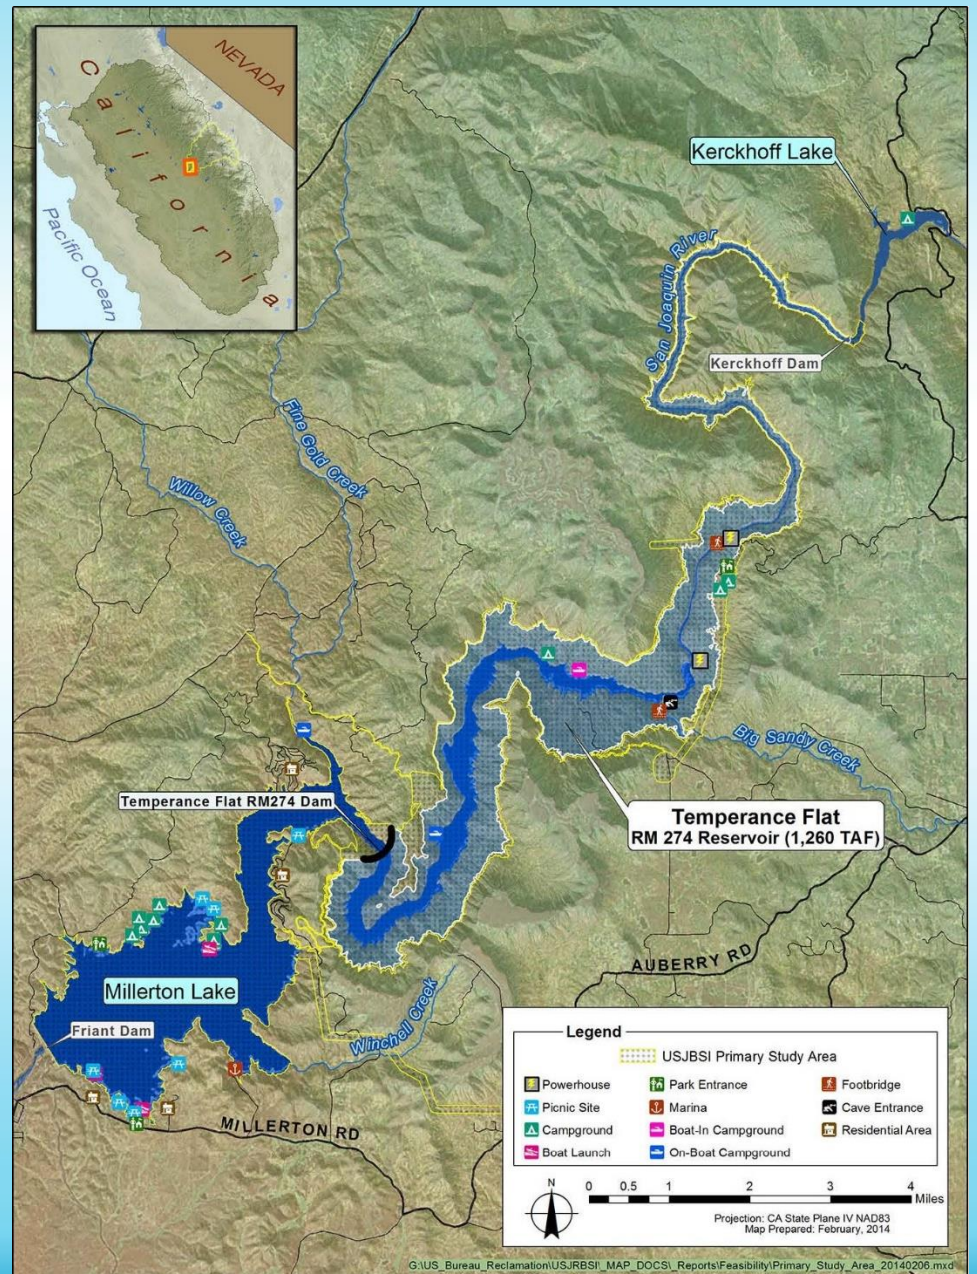 NEVADA
California
Pacific Ocean
Kerckhoff Lake
San Joaquin River
Kerckhoff Dam
Fine Gold Creek
Willow Creek
Big Sandy Creek
Temperance Flat RM274 Dam
Temperance Flat
RM 274 Reservoir (1,260 TAF)
AUBERRY RD
Millerton Lake
Friant Dam
Winchell Creek
MILLERTON RD
Legend
USJBSI Primary Study Area
Powerhouse
Park Entrance
Footbridge
Picnic Site
Marina
Cave Entrance
Campground
Boat-In Campground
Residential Area
Boat Launch
On-Boat Campground
N
0 0.5 1 2 3 4
Miles
Projection: CA State Plane IV NAD83
Map Prepared: February, 2014
G:\US_Bureau_Reclamation\USJRBSI\_MAP_DOCS\_Reports\Feasibility\Primary_Study_Area_20140206.mxd